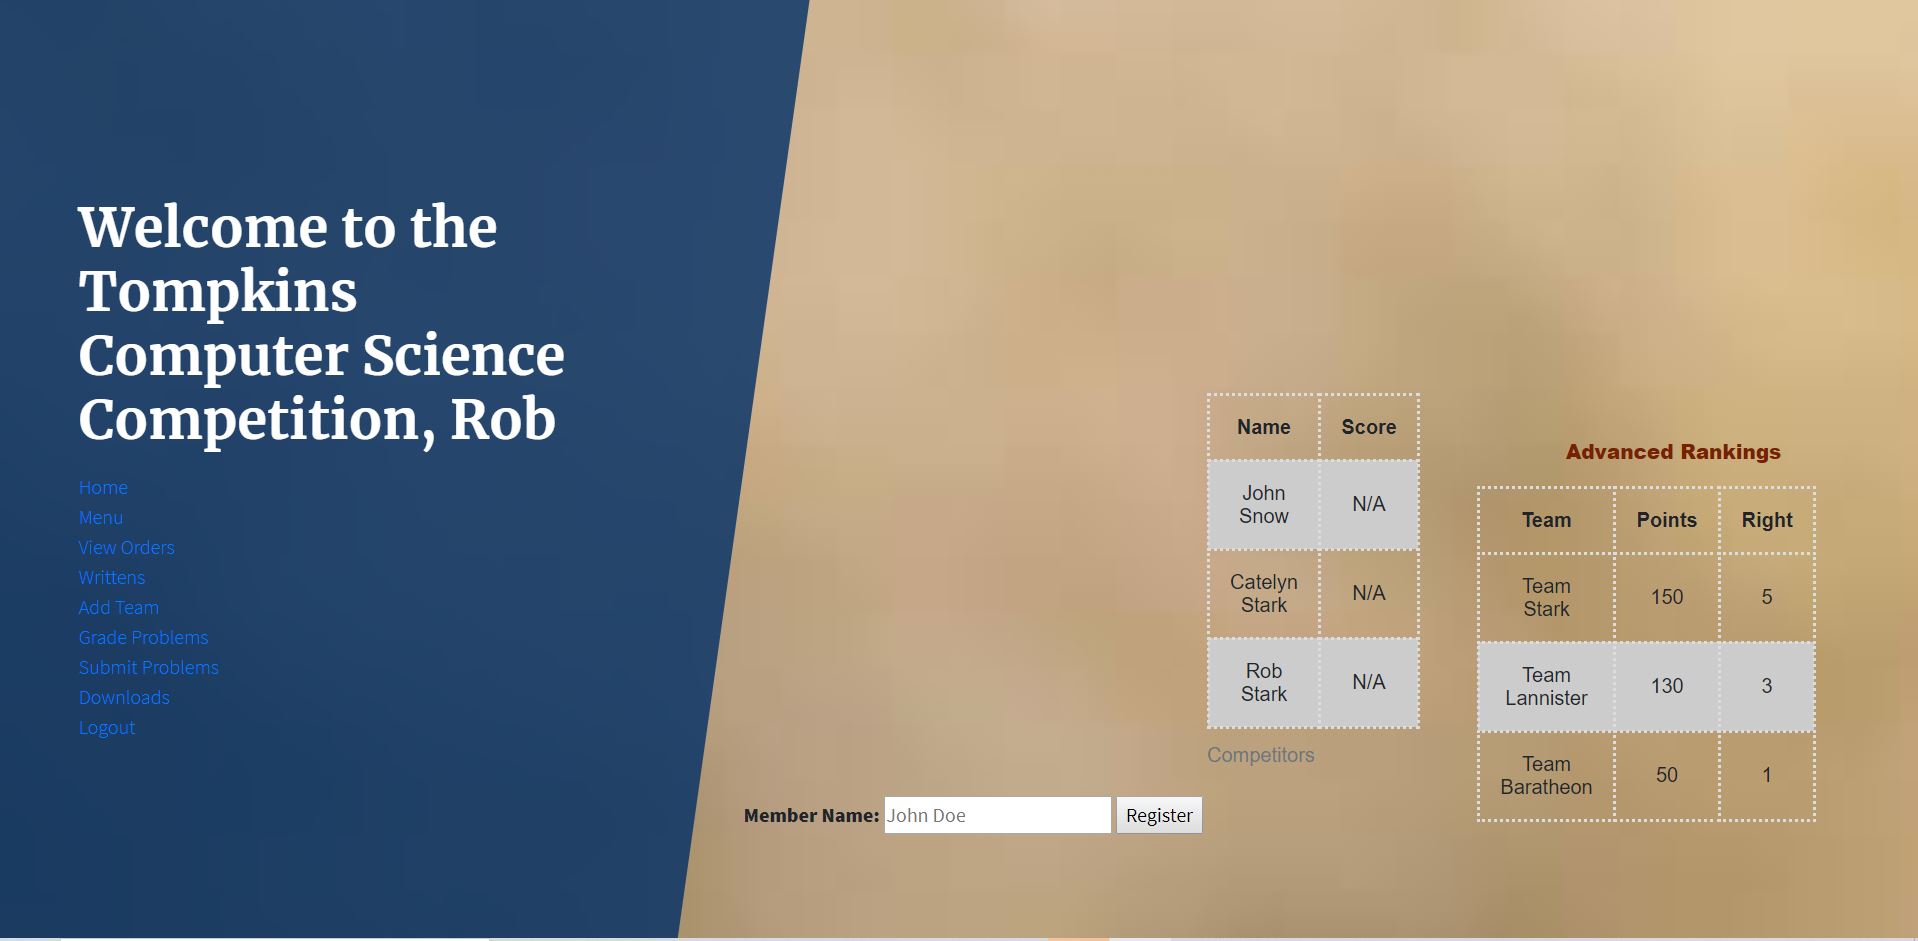 Welcome to the
Tompkins
Computer Science
Competition, Rob
Home
Menu
View Orders
Writtens
Add Team
Grade Problems
Submit Problems
Downloads
Logout
Member Name: John Doe Register
Name Score
John
Snow N/A
Catelyn
Stark N/A
Rob
Stark N/A
Competitors
Advanced Rankings
Team Points Right
Team
Stark 150 5
Team
Lannister 130 3
Team
Baratheon 50 1